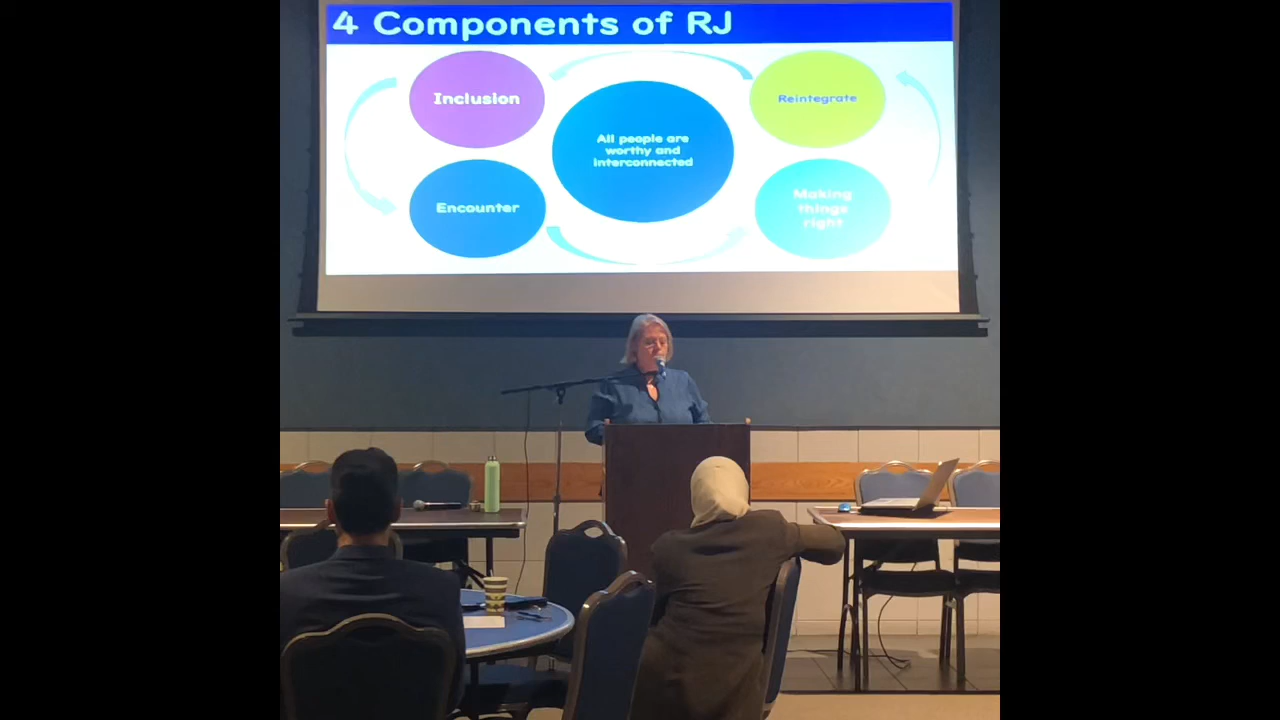 4 Components of RJ
Inclusion
All people are
worthy and
interconnected
Reintegrate
Encounter
Making
things
right